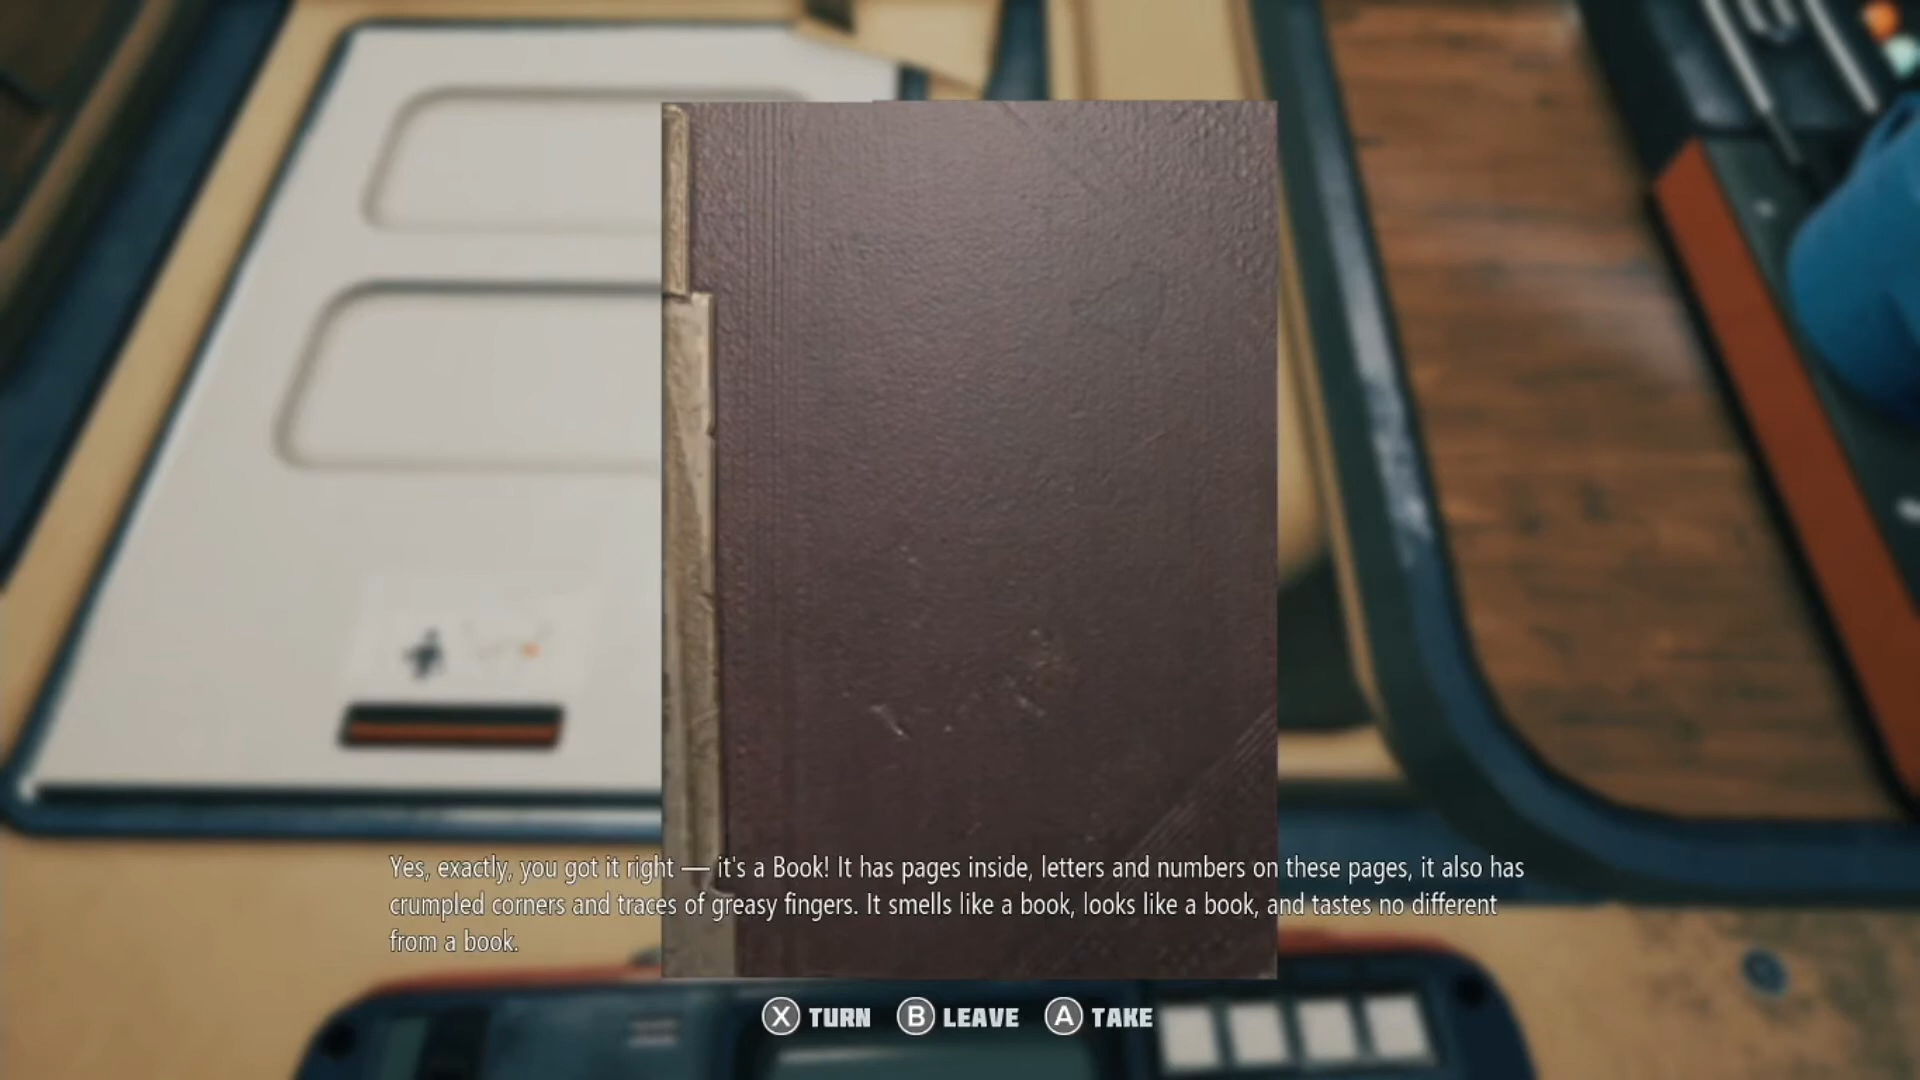 Yes, exactly, you got it right — it's a Book! It has pages inside, letters and numbers on these pages, it also has
crumpled corners and traces of greasy fingers. It smells like a book, looks like a book, and tastes no different
from a book.
X TURN B LEAVE A TAKE